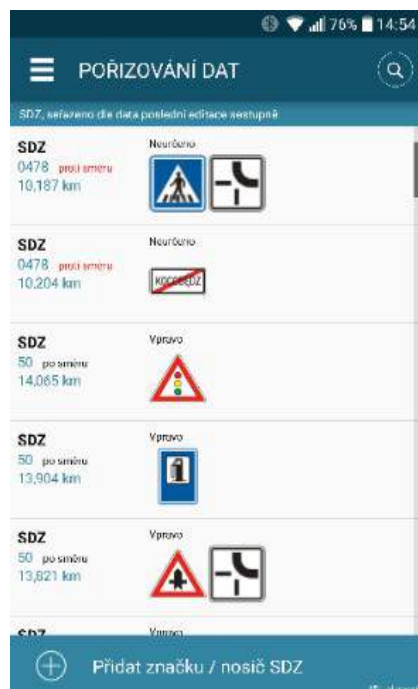 76% 14:54
POŘIZOVÁNÍ DAT
SDZ, seřazeno dle data poslední editace sestupně
SDZ
Neurčeno
0478 proti směru
10,187 km
SDZ
Neurčeno
0478 proti směru
10,204 km
SDZ
Vpravo
50 po směru
14,065 km
SDZ
Vpravo
50 po směru
13,904 km
SDZ
Vpravo
50 po směru
13,821 km
SDZ
Vpravo
Přidat značku / nosič SDZ